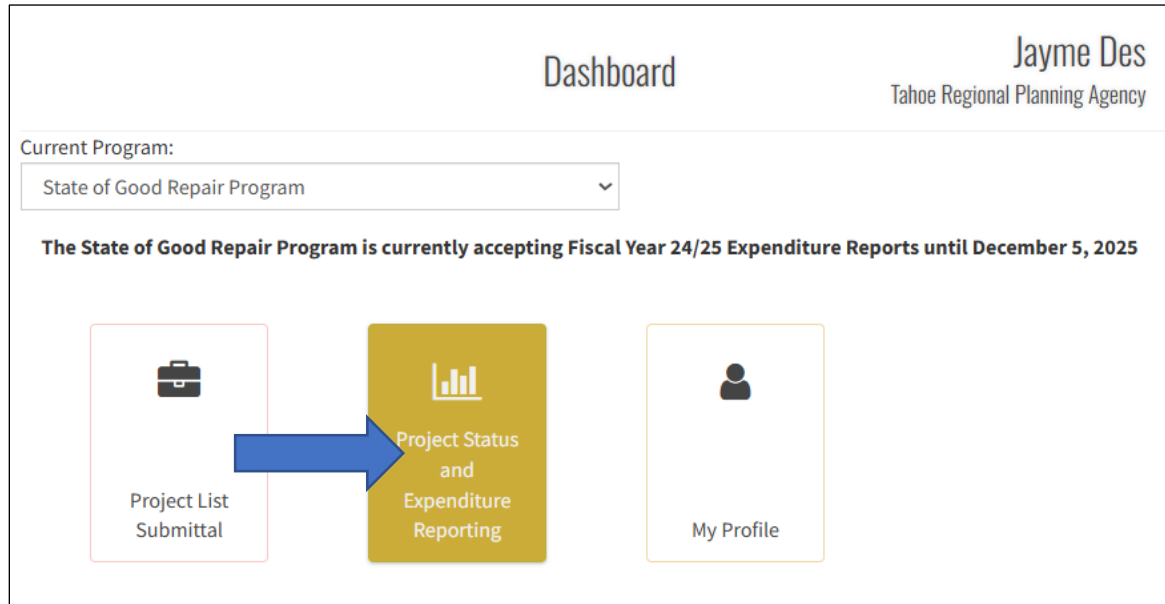 Dashboard
Jayme Des
Tahoe Regional Planning Agency
Current Program:
State of Good Repair Program
The State of Good Repair Program is currently accepting Fiscal Year 24/25 Expenditure Reports until December 5, 2025
Project List
Submittal
Project Status
and
Expenditure
Reporting
My Profile